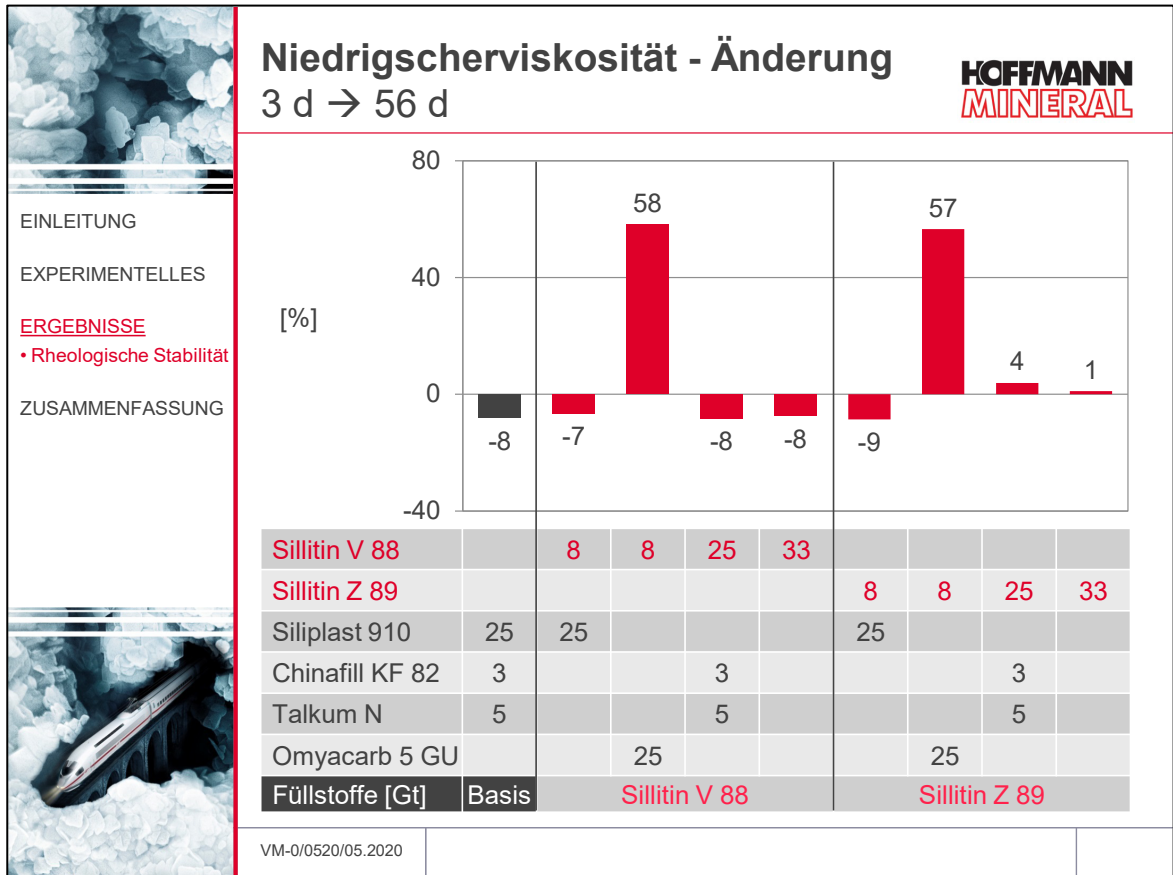 Niedrigscherviskosität - Änderung
3 d → 56 d
HOFFMANN
MINERAL
EINLEITUNG
EXPERIMENTELLES
ERGEBNISSE
• Rheologische Stabilität
ZUSAMMENFASSUNG
80
40
[%]
0
-40
-8 -7 58 -8 -8 -9 57 4 1
Sillitin V 88 8 8 25 33
Sillitin Z 89 8 8 25 33
Siliplast 910 25 25 25
Chinafill KF 82 3 3 3
Talkum N 5 5 5
Omyacarb 5 GU 25 25
Füllstoffe [Gt] Basis Sillitin V 88 Sillitin Z 89
VM-0/0520/05.2020